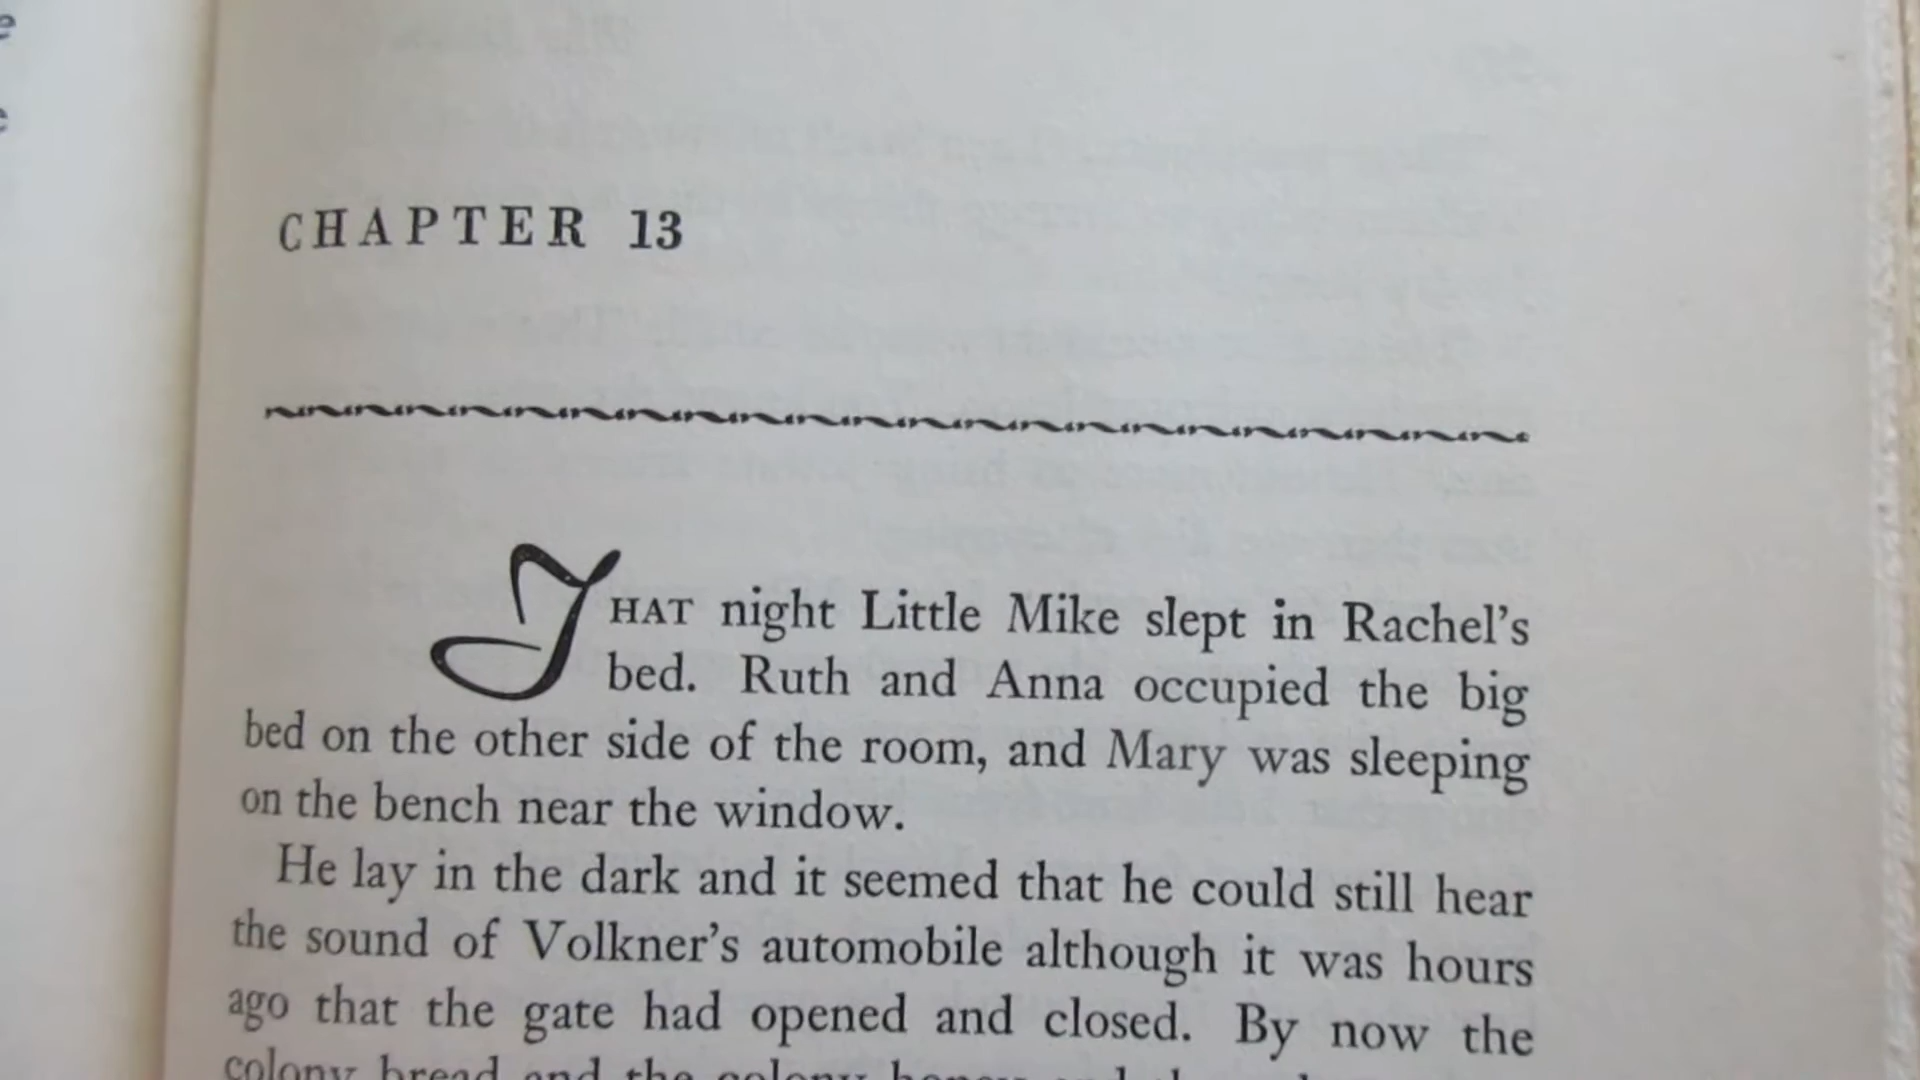 CHAPTER 13
THAT night Little Mike slept in Rachel's
bed. Ruth and Anna occupied the big
bed on the other side of the room, and Mary was sleeping
on the bench near the window.
He lay in the dark and it seemed that he could still hear
the sound of Volkner's automobile although it was hours
ago that the gate had opened and closed. By now the
colony bread and the colony honey and